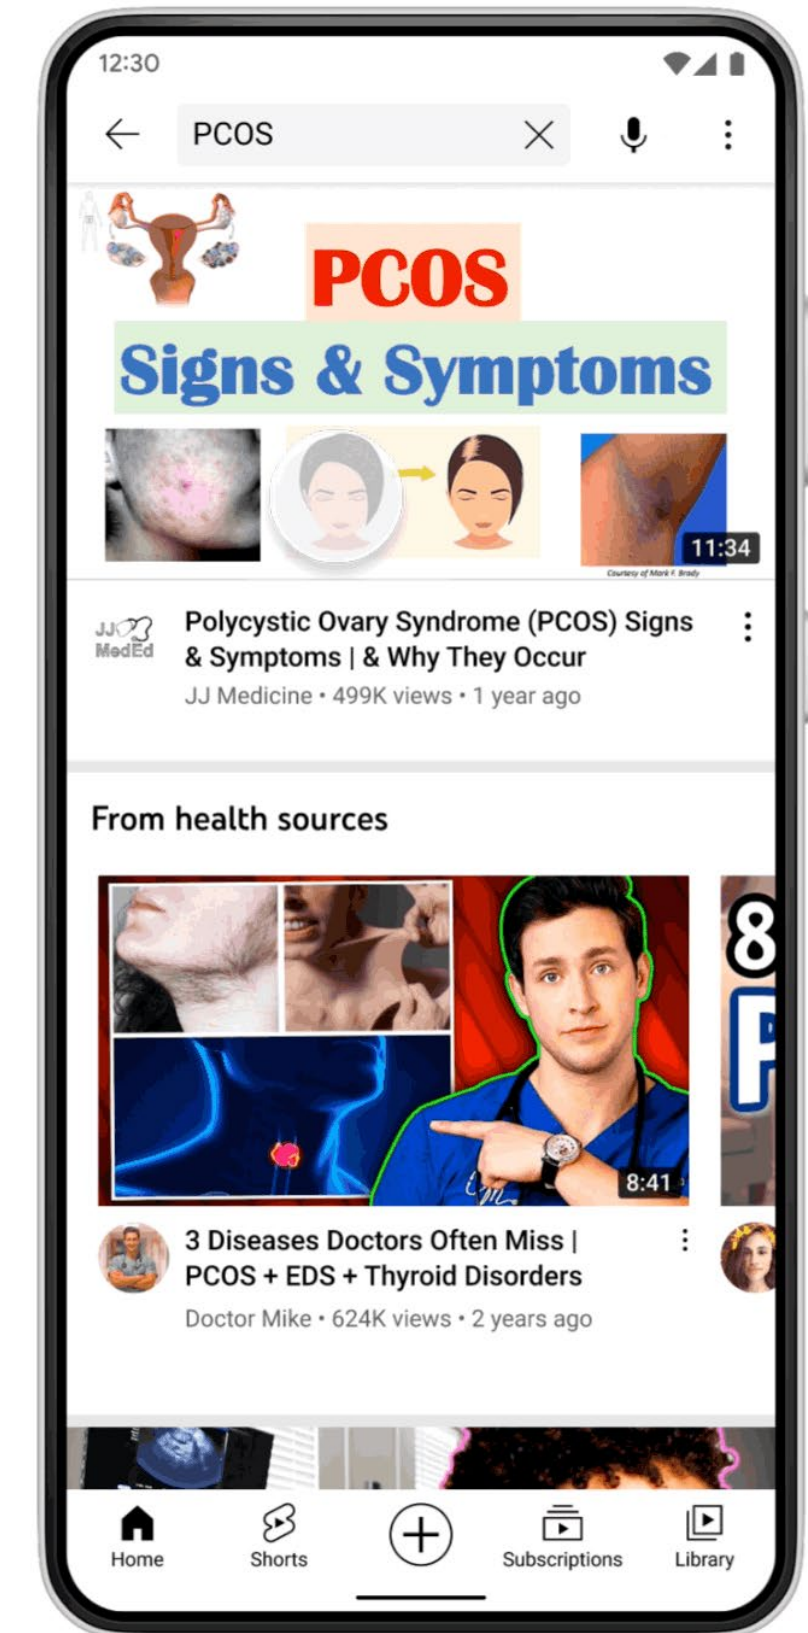 12:30
PCOS
PCOS
Signs & Symptoms
11:34
Courtesy of Mark F. Brady
JJ
MedEd
Polycystic Ovary Syndrome (PCOS) Signs
& Symptoms | & Why They Occur
JJ Medicine • 499K views • 1 year ago
From health sources
8
P
8:41
3 Diseases Doctors Often Miss |
PCOS + EDS + Thyroid Disorders
Doctor Mike • 624K views • 2 years ago
Home
Shorts
Subscriptions
Library